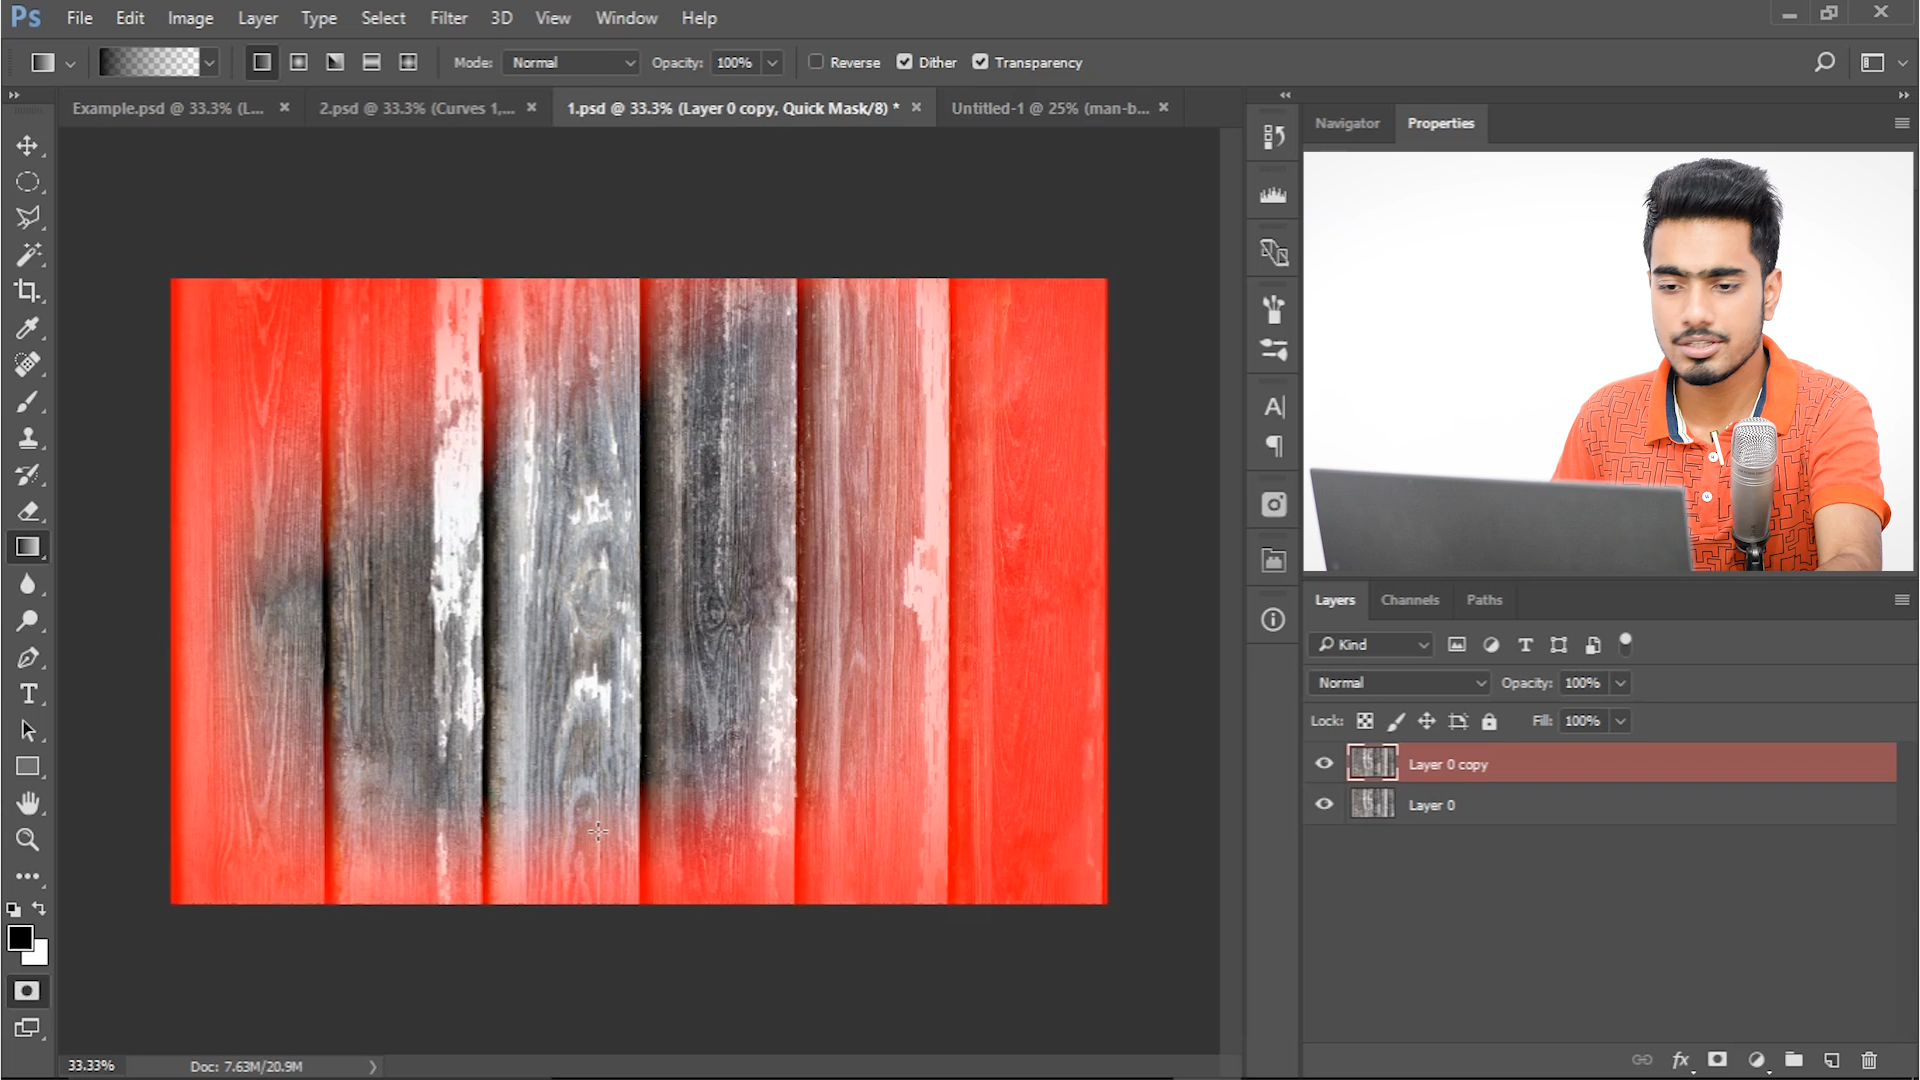 Ps File Edit Image Layer Type Select Filter 3D View Window Help
Mode: Normal Opacity: 100% Reverse Dither Transparency
Example.psd @ 33.3% (L... 2.psd @ 33.3% (Curves 1,... 1.psd @ 33.3% (Layer 0 copy, Quick Mask/8) * Untitled-1 @ 25% (man-b...
Navigator Properties
Layers Channels Paths
Kind
Normal Opacity: 100%
Lock: Fill: 100%
Layer 0 copy
Layer 0
33.33% Doc: 7.63M/20.9M
fx